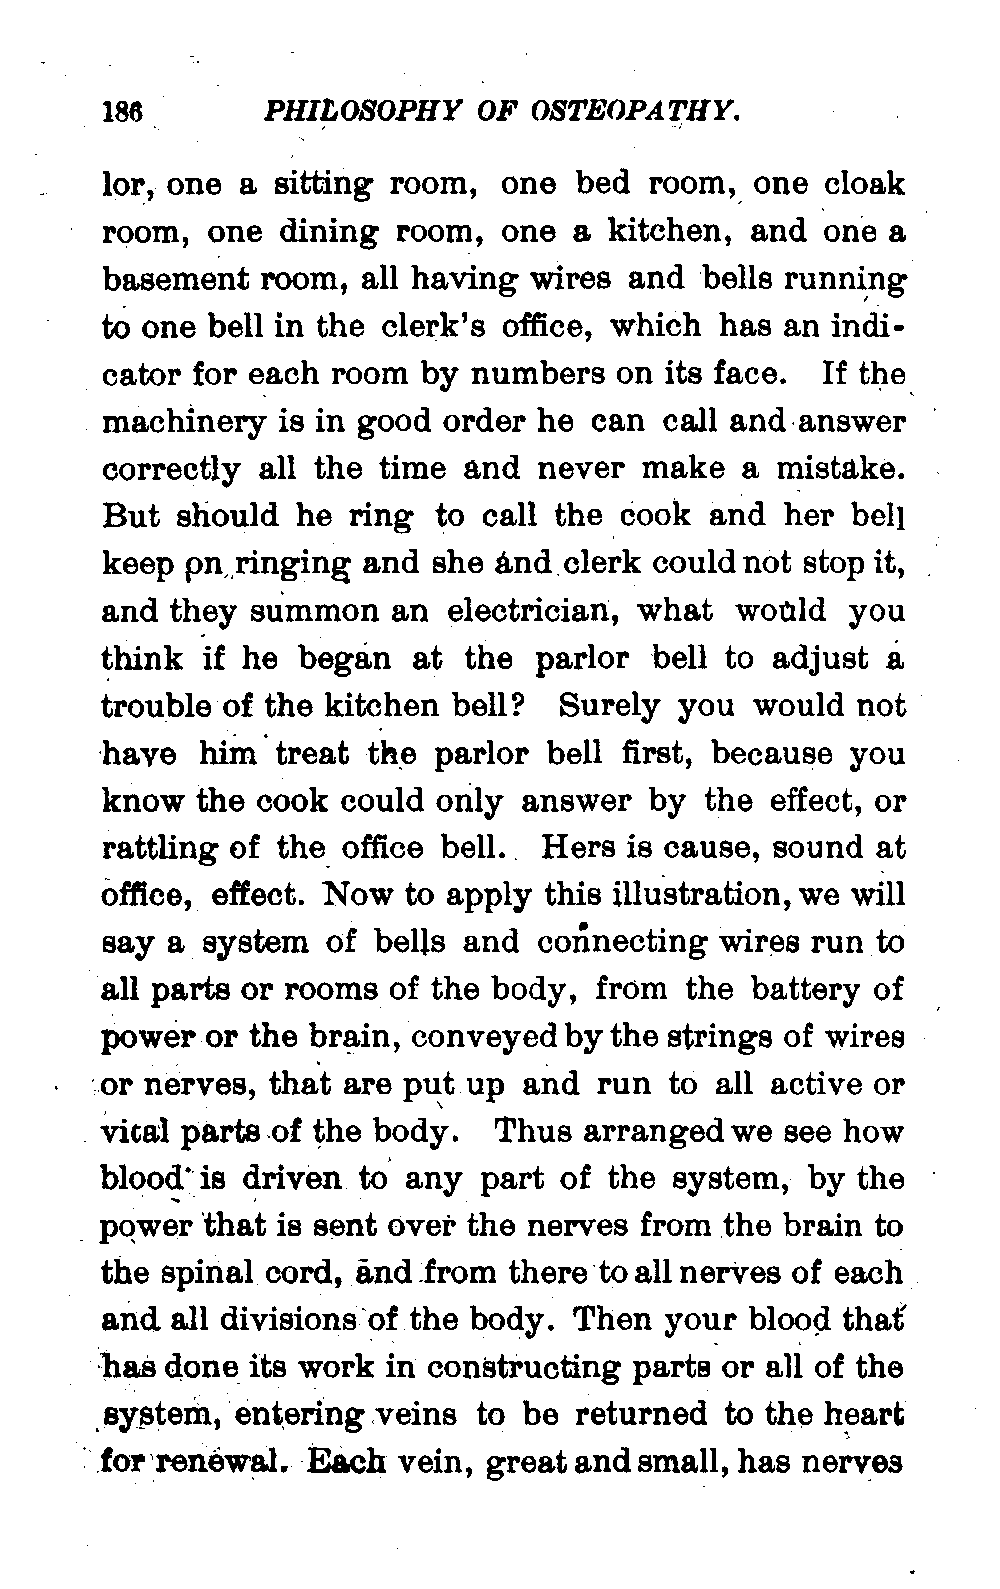 186 PHILOSOPHY OF OSTEOPATHY.
lor, one a sitting room, one bed room, one cloak
room, one dining room, one a kitchen, and one a
basement room, all having wires and bells running
to one bell in the clerk's office, which has an indi-
cator for each room by numbers on its face. If the
machinery is in good order he can call and answer
correctly all the time and never make a mistake.
But should he ring to call the cook and her bell
keep on ringing and she and clerk could not stop it,
and they summon an electrician, what would you
think if he began at the parlor bell to adjust a
trouble of the kitchen bell? Surely you would not
have him treat the parlor bell first, because you
know the cook could only answer by the effect, or
rattling of the office bell. Hers is cause, sound at
office, effect. Now to apply this illustration, we will
say a system of bells and connecting wires run to
all parts or rooms of the body, from the battery of
power or the brain, conveyed by the strings of wires
or nerves, that are put up and run to all active or
vital parts of the body. Thus arranged we see how
blood is driven to any part of the system, by the
power that is sent over the nerves from the brain to
the spinal cord, and from there to all nerves of each
and all divisions of the body. Then your blood that
has done its work in constructing parts or all of the
system, entering veins to be returned to the heart
for renewal. Each vein, great and small, has nerves